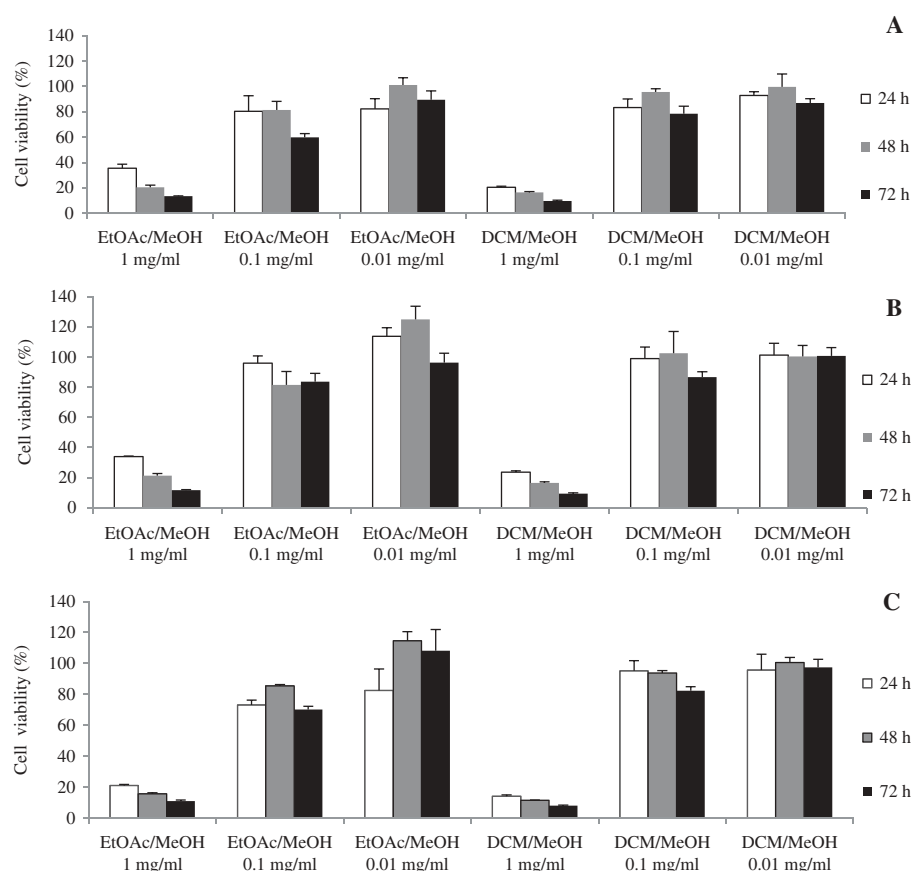 A
Cell viability (%)
140
120
100
80
60
40
20
0
EtOAc/MeOH EtOAc/MeOH EtOAc/MeOH DCM/MeOH DCM/MeOH DCM/MeOH
1 mg/ml 0.1 mg/ml 0.01 mg/ml 1 mg/ml 0.1 mg/ml 0.01 mg/ml
24 h
48 h
72 h
B
Cell viability (%)
140
120
100
80
60
40
20
0
EtOAc/MeOH EtOAc/MeOH EtOAc/MeOH DCM/MeOH DCM/MeOH DCM/MeOH
1 mg/ml 0.1 mg/ml 0.01 mg/ml 1 mg/ml 0.1 mg/ml 0.01 mg/ml
24 h
48 h
72 h
C
Cell viability (%)
140
120
100
80
60
40
20
0
EtOAc/MeOH EtOAc/MeOH EtOAc/MeOH DCM/MeOH DCM/MeOH DCM/MeOH
1 mg/ml 0.1 mg/ml 0.01 mg/ml 1 mg/ml 0.1 mg/ml 0.01 mg/ml
24 h
48 h
72 h